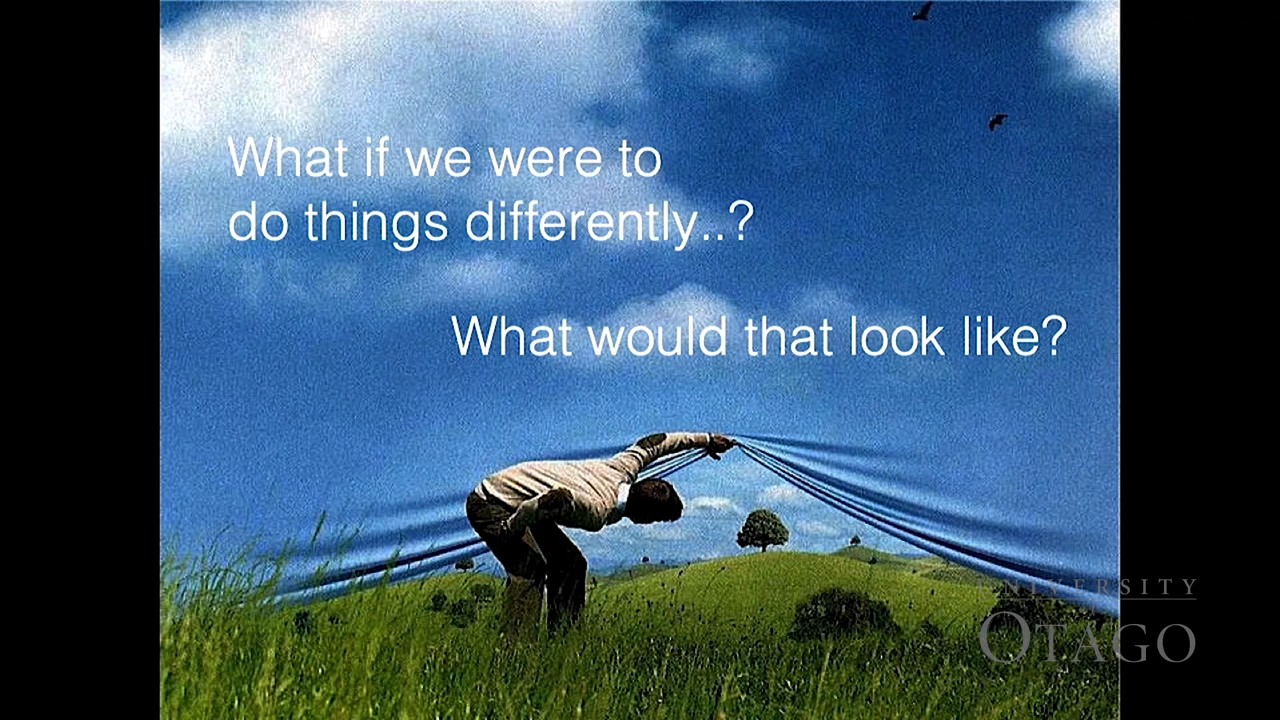 What if we were to
do things differently..?
What would that look like?
UNIVERSITY
OTAGO